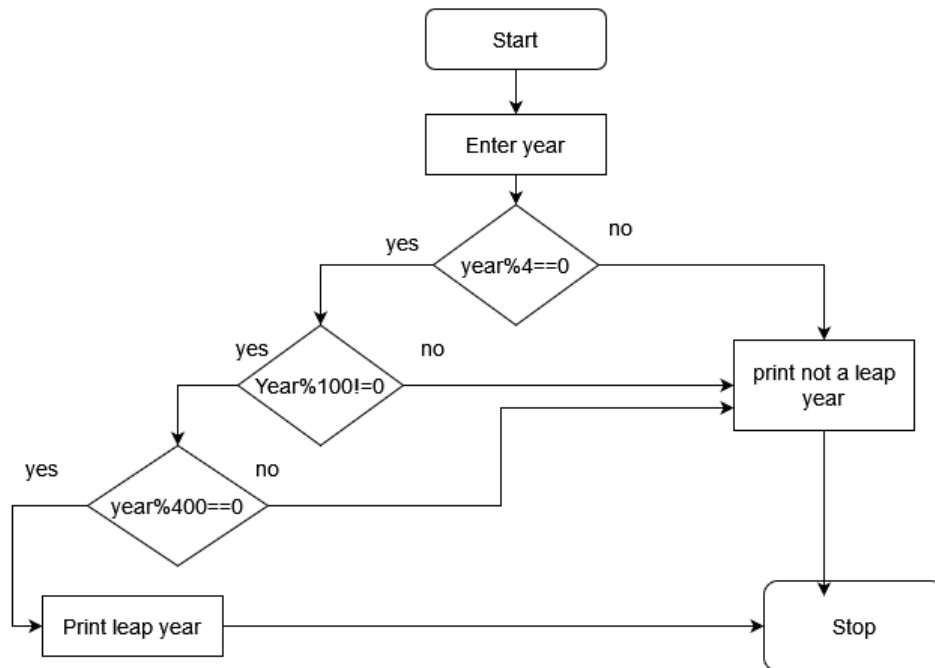 Start
Enter year
yes
no
year%4==0
yes
no
Year%100!=0
print not a leap
year
yes
no
year%400==0
Print leap year
Stop